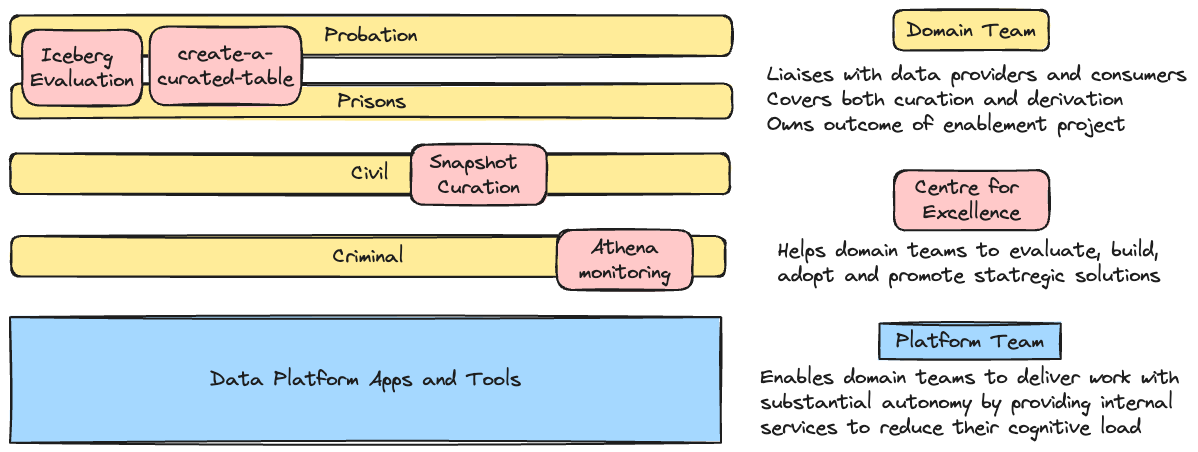 Probation
Iceberg
Evaluation
create-a-
curated-table
Prisons
Civil
Snapshot
Curation
Criminal
Athena
monitoring
Data Platform Apps and Tools
Domain Team
Liaises with data providers and consumers
Covers both curation and derivation
Owns outcome of enablement project
Centre for
Excellence
Helps domain teams to evaluate, build,
adopt and promote statregic solutions
Platform Team
Enables domain teams to deliver work with
substantial autonomy by providing internal
services to reduce their cognitive load